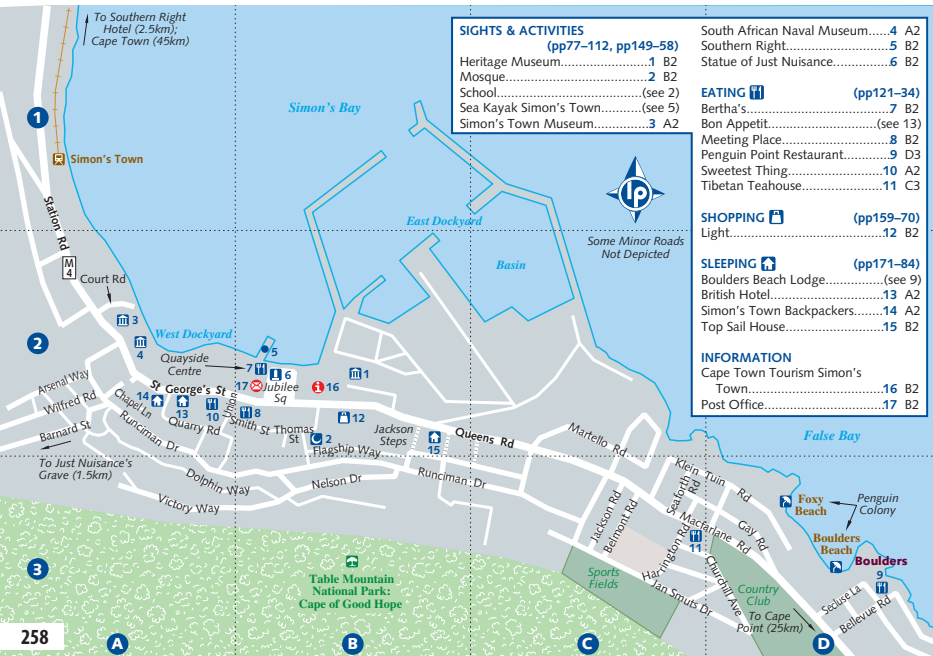 To Southern Right
Hotel (2.5km);
Cape Town (45km)
SIGHTS & ACTIVITIES
(pp77–112, pp149–58)
Heritage Museum.....................1 B2
Mosque...................................2 B2
School...............................(see 2)
Sea Kayak Simon's Town.........(see 5)
Simon's Town Museum............3 A2
South African Naval Museum.....4 A2
Southern Right........................5 B2
Statue of Just Nuisance.............6 B2
EATING (pp121–34)
Bertha's..................................7 B2
Bon Appetit........................(see 13)
Meeting Place.........................8 B2
Penguin Point Restaurant..........9 D3
Sweetest Thing.......................10 A2
Tibetan Teahouse...................11 C3
SHOPPING (pp159–70)
Light....................................12 B2
SLEEPING (pp171–84)
Boulders Beach Lodge............(see 9)
British Hotel..........................13 A2
Simon's Town Backpackers.......14 A2
Top Sail House.......................15 B2
INFORMATION
Cape Town Tourism Simon's
Town...................................16 B2
Post Office............................17 B2
Simon's Bay
1
Simon's Town
lp
Some Minor Roads
Not Depicted
East Dockyard
Basin
Station Rd
M
4
Court Rd
3
4
2
West Dockyard
Quayside
Centre
5
7
6
17
Jubilee
Sq
16
1
St George's St
Arsenal Way
Wilfred Rd
Barnard St
To Just Nuisance's
Grave (1.5km)
Chapel Ln
14
13
10
Union
8
Quarry Rd
Runciman Dr
Smith St
Thomas
St
2
12
Flagship Way
Jackson
Steps
15
Queens Rd
Martello Rd
False Bay
Dolphin Way
Nelson Dr
Runciman Dr
Victory Way
Klein Tuin Rd
Seaforth
Rd
Jackson Rd
Belmont Rd
Macfarlane Rd
Gay Rd
11
Harrington Rd
Jan Smuts Dr
Churchill Ave
Foxy
Beach
Penguin
Colony
Boulders
Beach
Boulders
9
Secluse La
Bellevue Rd
3
Table Mountain
National Park:
Cape of Good Hope
Sports
Fields
Country
Club
To Cape
Point (25km)
258
A
B
C
D